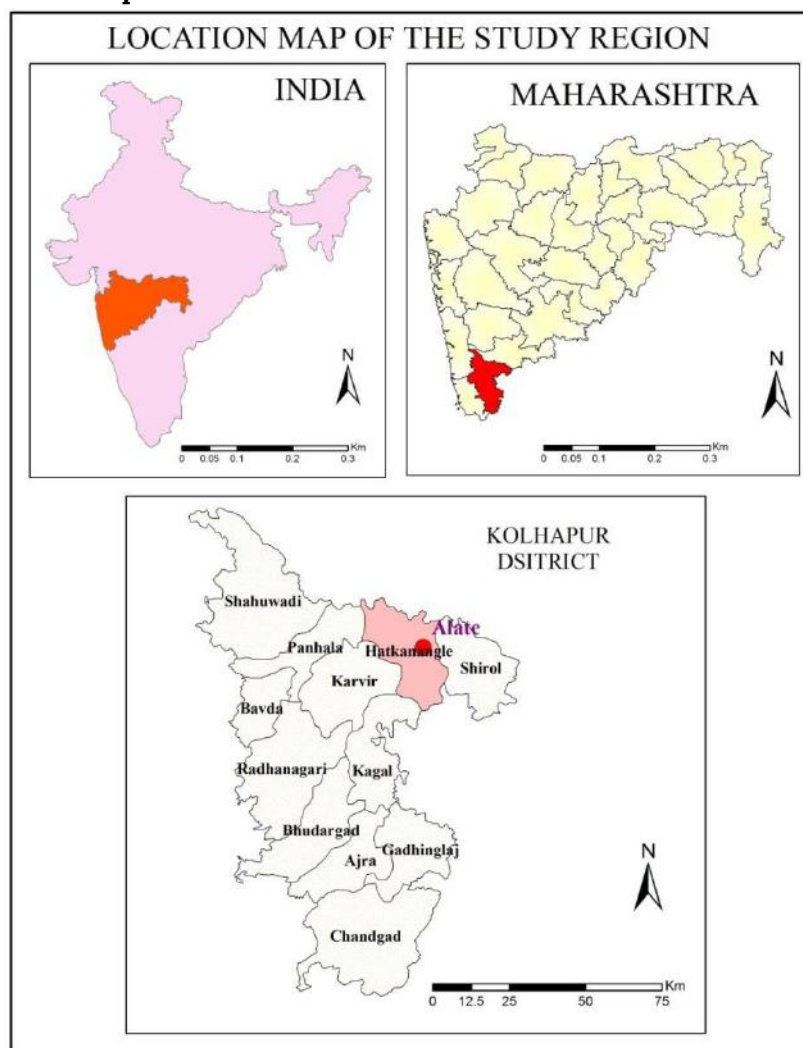 LOCATION MAP OF THE STUDY REGION
INDIA
N
Km
0 0.05 0.1 0.2 0.3
MAHARASHTRA
N
Km
0 0.05 0.1 0.2 0.3
KOLHAPUR
DSITRICT
Shahuwadi
Alate
Panhala
Hatkanangle
Shirol
Karvir
Bavda
Radhanagari
Kagal
Bhudargad
Gadhinglaj
Ajra
N
Chandgad
Km
0 12.5 25 50 75